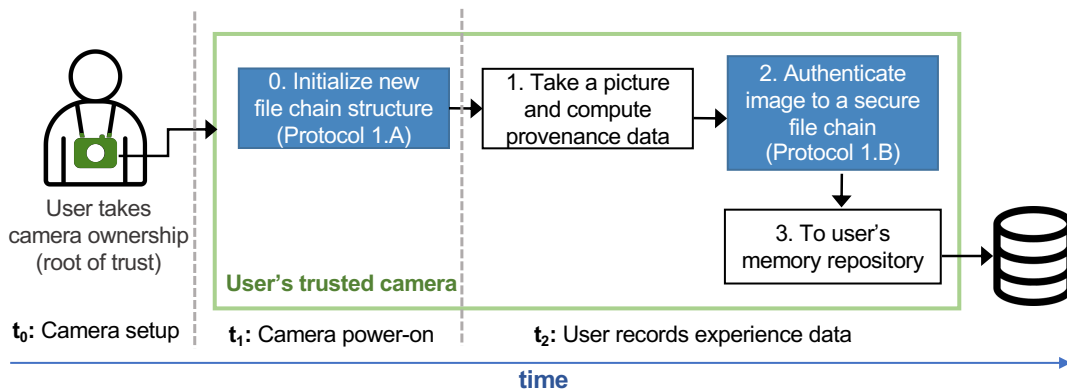 User takes
camera ownership
(root of trust)
0. Initialize new
file chain structure
(Protocol 1.A)
1. Take a picture
and compute
provenance data
2. Authenticate
image to a secure
file chain
(Protocol 1.B)
3. To user's
memory repository
User's trusted camera
t₀: Camera setup
t₁: Camera power-on
t₂: User records experience data
time